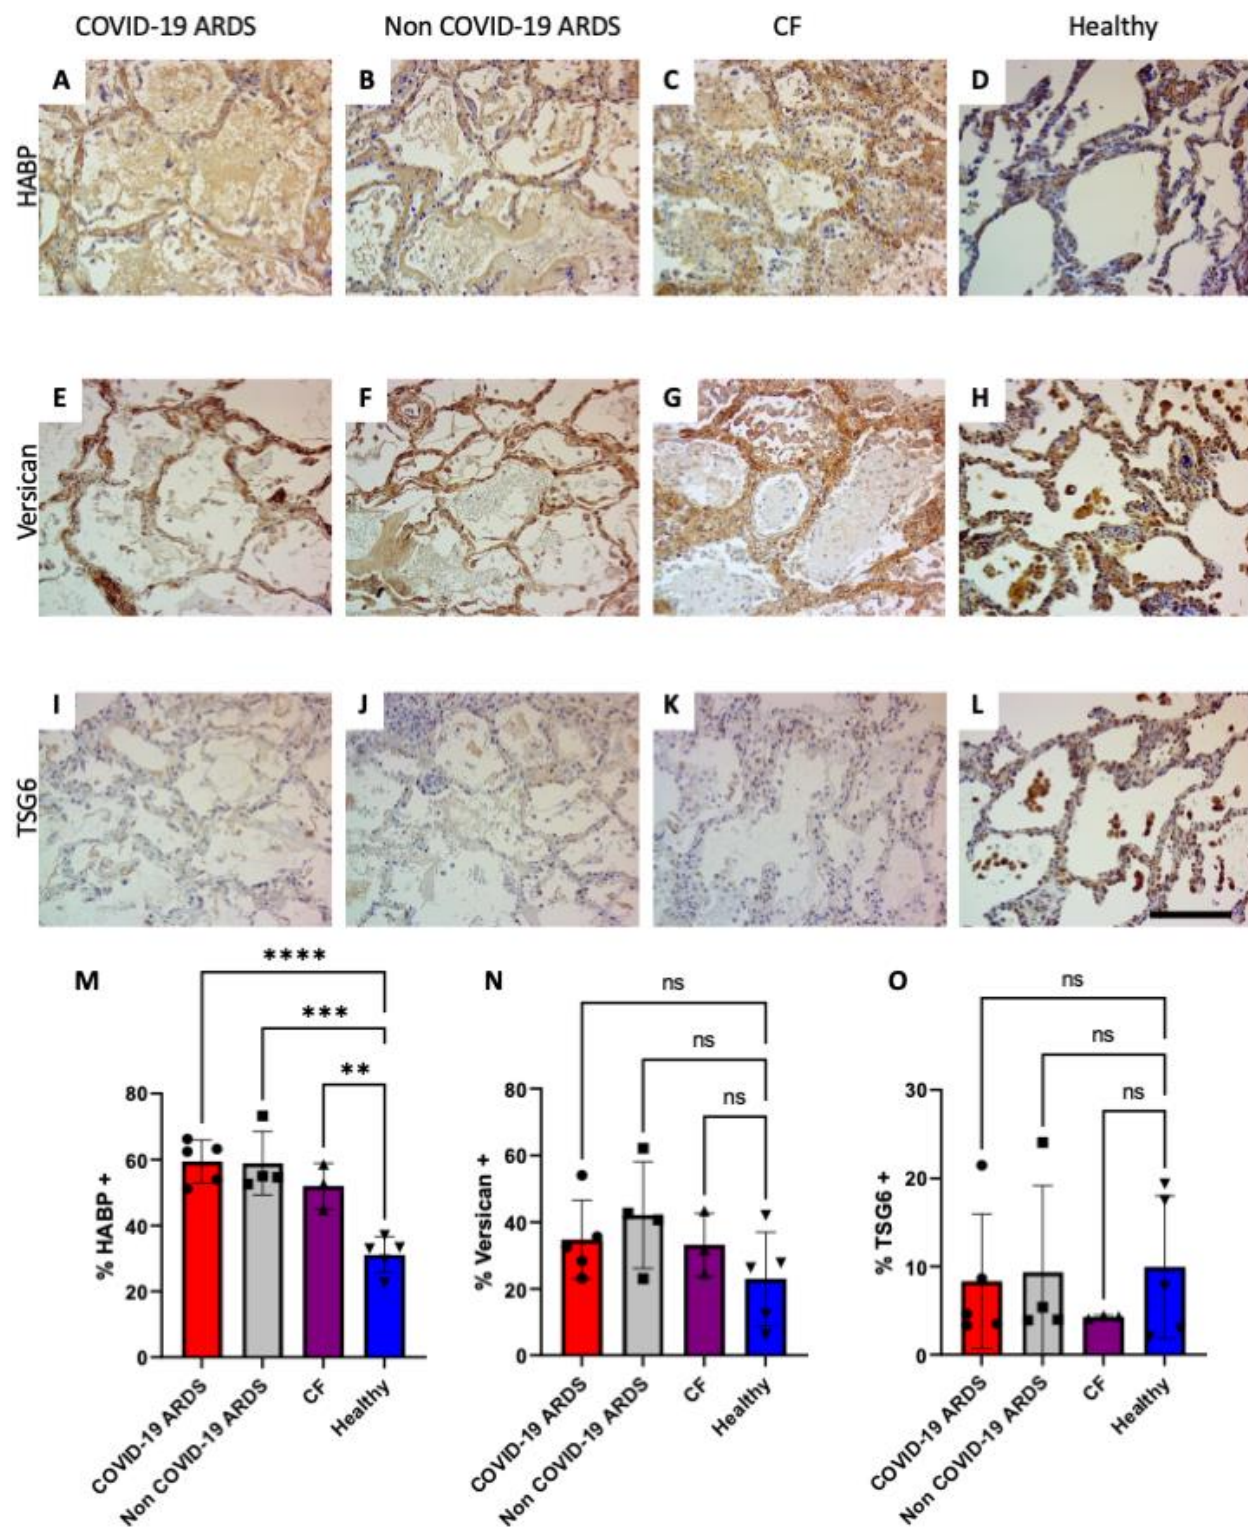 COVID-19 ARDS Non COVID-19 ARDS CF Healthy
HABP
A B C D
Versican
E F G H
TSG6
I J K L
M
****
***
**
% HABP +
80
60
40
20
0
COVID-19 ARDS
Non COVID-19 ARDS
CF
Healthy
N
ns
ns
ns
% Versican +
80
60
40
20
0
COVID-19 ARDS
Non COVID-19 ARDS
CF
Healthy
O
ns
ns
ns
% TSG6 +
30
20
10
0
COVID-19 ARDS
Non COVID-19 ARDS
CF
Healthy